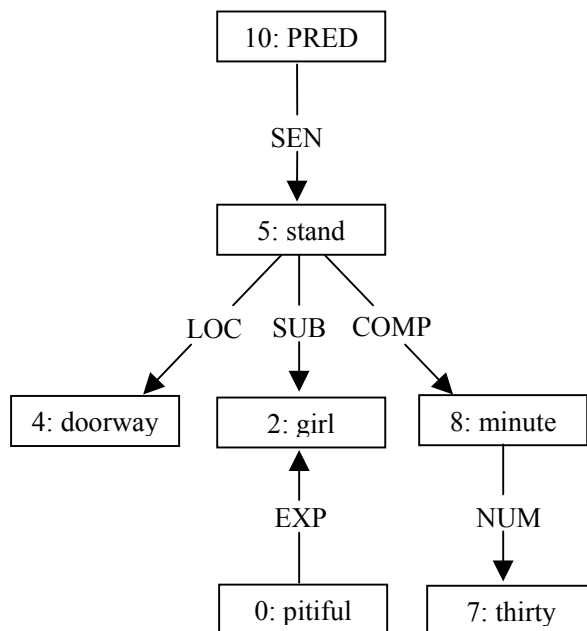 10: PRED
SEN
5: stand
LOC SUB COMP
4: doorway 2: girl 8: minute
EXP NUM
0: pitiful 7: thirty